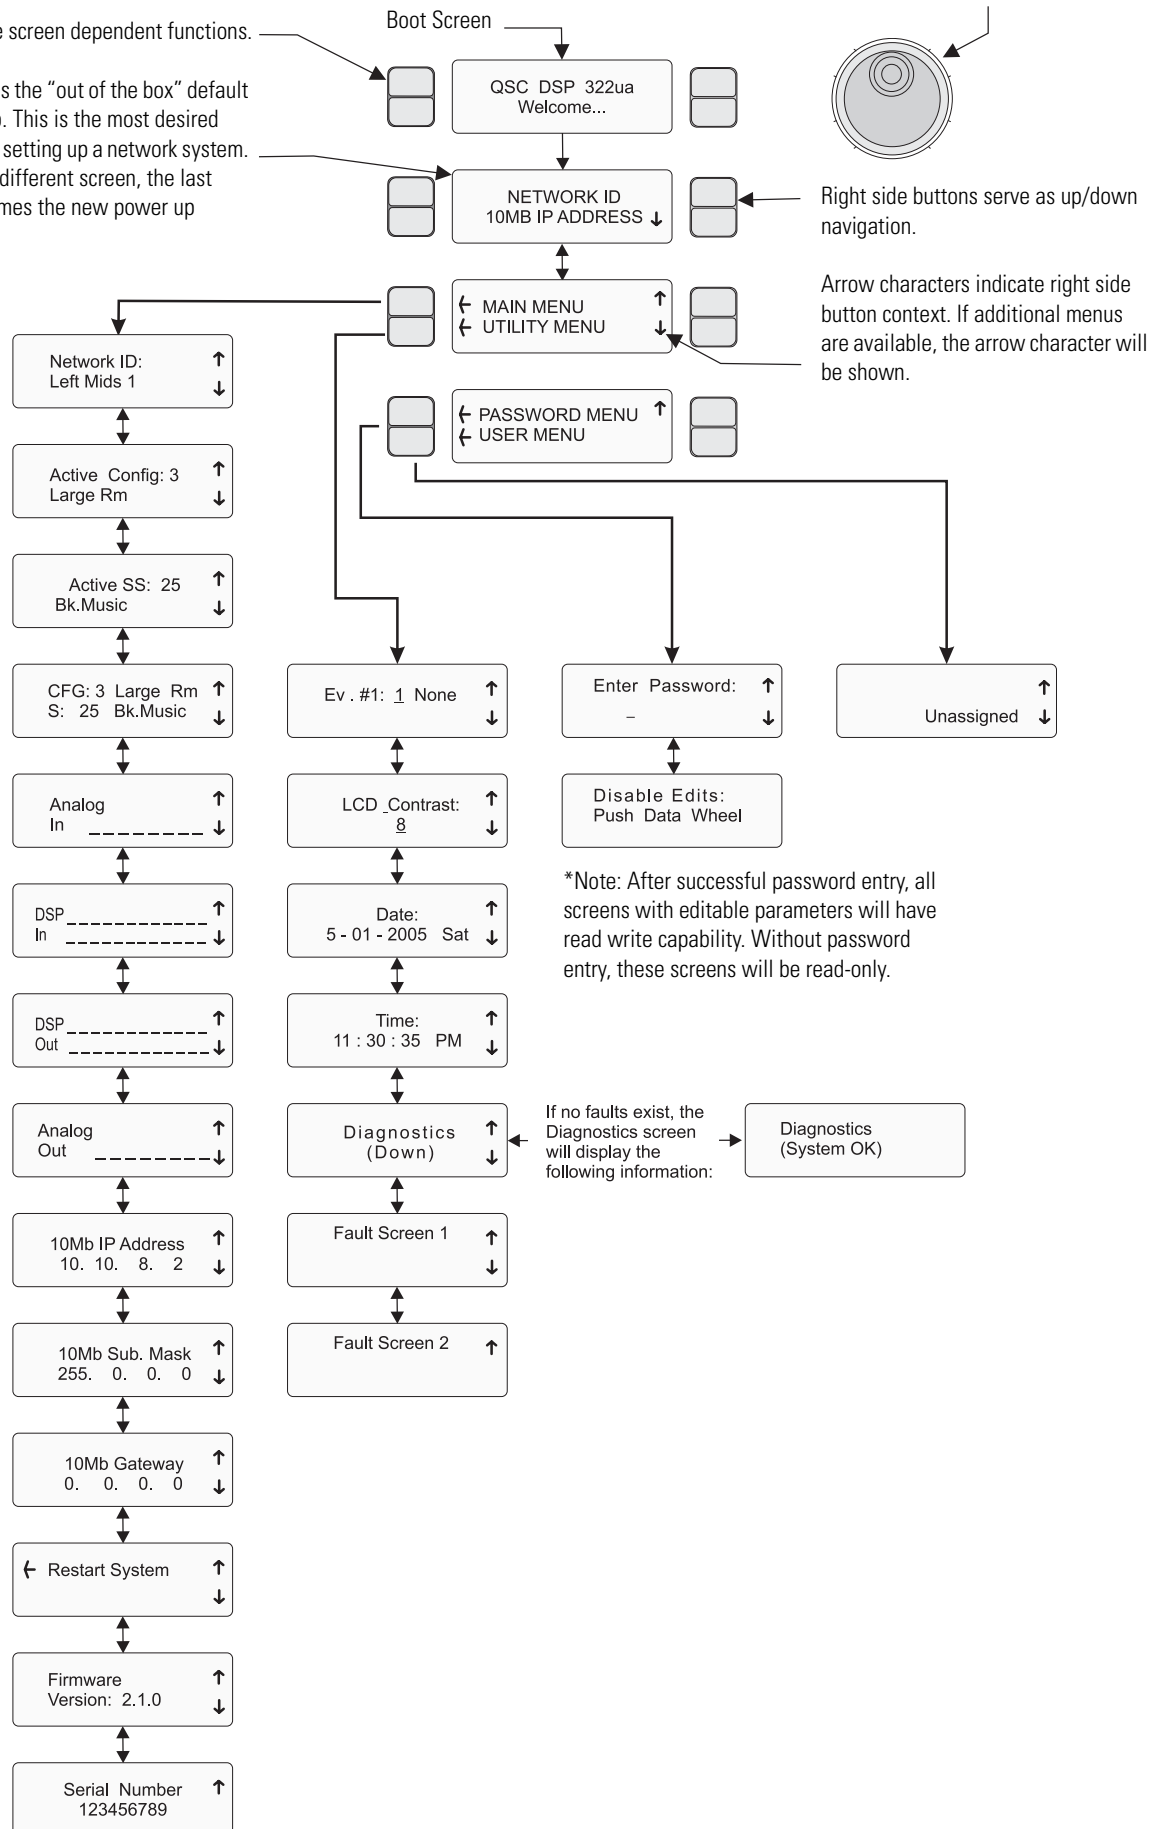 e screen dependent functions.
Boot Screen
s the “out of the box” default
. This is the most desired
setting up a network system.
different screen, the last
mes the new power up
QSC DSP 322ua
Welcome...
NETWORK ID
10MB IP ADDRESS ↓
Right side buttons serve as up/down
navigation.
← MAIN MENU ↑
← UTILITY MENU ↓
Arrow characters indicate right side
button context. If additional menus
are available, the arrow character will
be shown.
← PASSWORD MENU ↑
← USER MENU
Network ID: ↑
Left Mids 1 ↓
Active Config: 3 ↑
Large Rm ↓
Active SS: 25 ↑
Bk.Music ↓
CFG: 3 Large Rm ↑
S: 25 Bk.Music ↓
Analog ↑
In _ _ _ _ _ _ _ _ ↓
DSP _ _ _ _ _ _ _ _ _ _ ↑
In _ _ _ _ _ _ _ _ _ _ ↓
DSP _ _ _ _ _ _ _ _ _ _ ↑
Out _ _ _ _ _ _ _ _ _ _ ↓
Analog ↑
Out _ _ _ _ _ _ _ _ ↓
10Mb IP Address ↑
10. 10. 8. 2 ↓
10Mb Sub. Mask ↑
255. 0. 0. 0 ↓
10Mb Gateway ↑
0. 0. 0. 0 ↓
← Restart System ↑
↓
Firmware ↑
Version: 2.1.0 ↓
Serial Number ↑
123456789
Ev . #1: 1 None ↑
↓
LCD _Contrast: ↑
8 ↓
Date: ↑
5 - 01 - 2005 Sat ↓
Time: ↑
11 : 30 : 35 PM ↓
Diagnostics ↑
(Down) ↓
If no faults exist, the
Diagnostics screen
will display the
following information:
Diagnostics
(System OK)
Fault Screen 1 ↑
↓
Fault Screen 2 ↑
Enter Password: ↑
_ ↓
Disable Edits:
Push Data Wheel
*Note: After successful password entry, all
screens with editable parameters will have
read write capability. Without password
entry, these screens will be read-only.
↑
Unassigned ↓